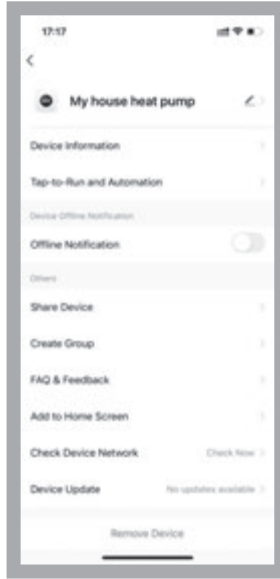 17:17
My house heat pump
Device Information
Tap-to-Run and Automation
Device Offline Notification
Offline Notification
Others
Share Device
Create Group
FAQ & Feedback
Add to Home Screen
Check Device Network Check Now
Device Update No updates available
Remove Device